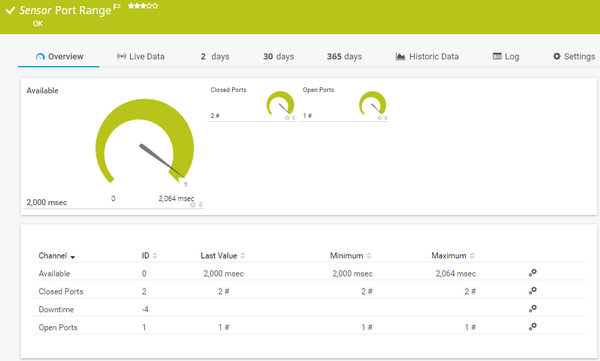 Sensor Port Range
OK
Overview
Live Data
2 days
30 days
365 days
Historic Data
Log
Settings
Available
Closed Ports
Open Ports
2 #
1 #
2,000 msec
0
2,064 msec
Channel ID Last Value Minimum Maximum
Available 0 2,000 msec 2,000 msec 2,064 msec
Closed Ports 2 2 # 2 # 2 #
Downtime -4
Open Ports 1 1 # 1 # 1 #